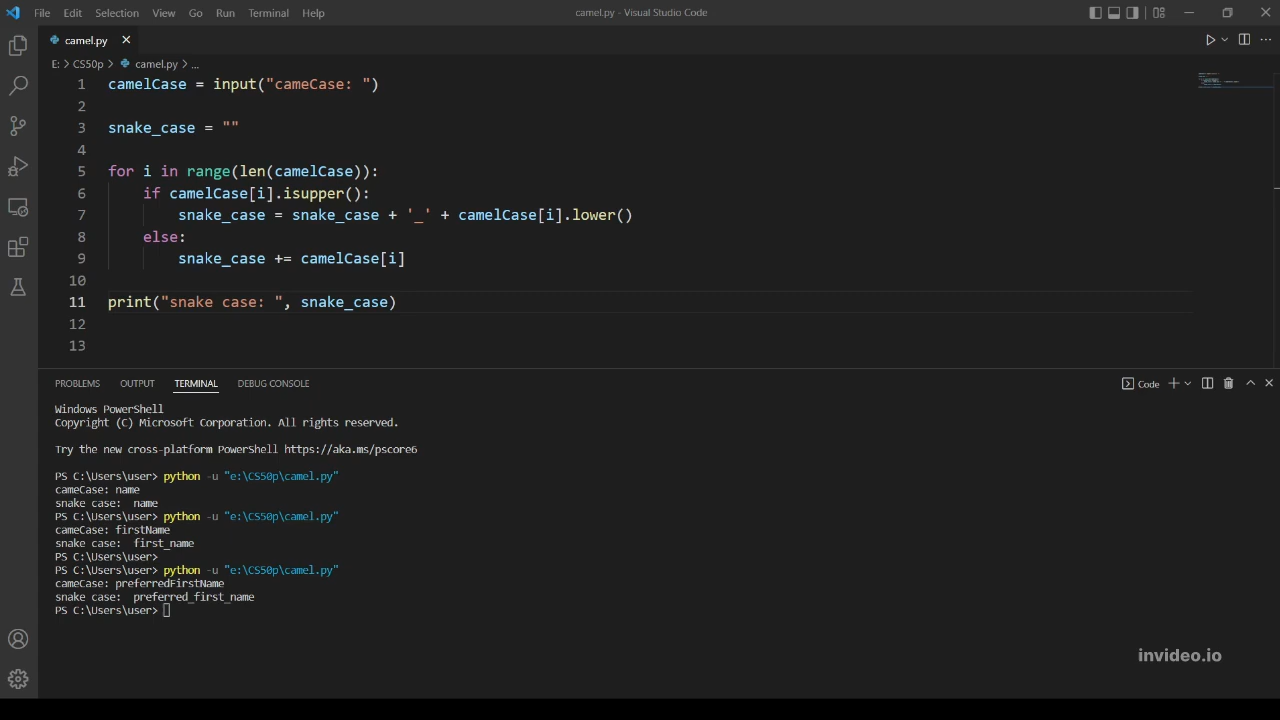 File Edit Selection View Go Run Terminal Help camel.py - Visual Studio Code
camel.py
E: > CS50p > camel.py > ...
1 camelCase = input("cameCase: ")
2
3 snake_case = ""
4
5 for i in range(len(camelCase)):
6     if camelCase[i].isupper():
7         snake_case = snake_case + '_' + camelCase[i].lower()
8     else:
9         snake_case += camelCase[i]
10
11 print("snake case: ", snake_case)
12
13
PROBLEMS OUTPUT TERMINAL DEBUG CONSOLE Code
Windows PowerShell
Copyright (C) Microsoft Corporation. All rights reserved.
Try the new cross-platform PowerShell https://aka.ms/pscore6
PS C:\Users\user> python -u "e:\CS50p\camel.py"
cameCase: name
snake case:  name
PS C:\Users\user> python -u "e:\CS50p\camel.py"
cameCase: firstName
snake case:  first_name
PS C:\Users\user>
PS C:\Users\user> python -u "e:\CS50p\camel.py"
cameCase: preferredFirstName
snake case:  preferred_first_name
PS C:\Users\user>
invideo.io